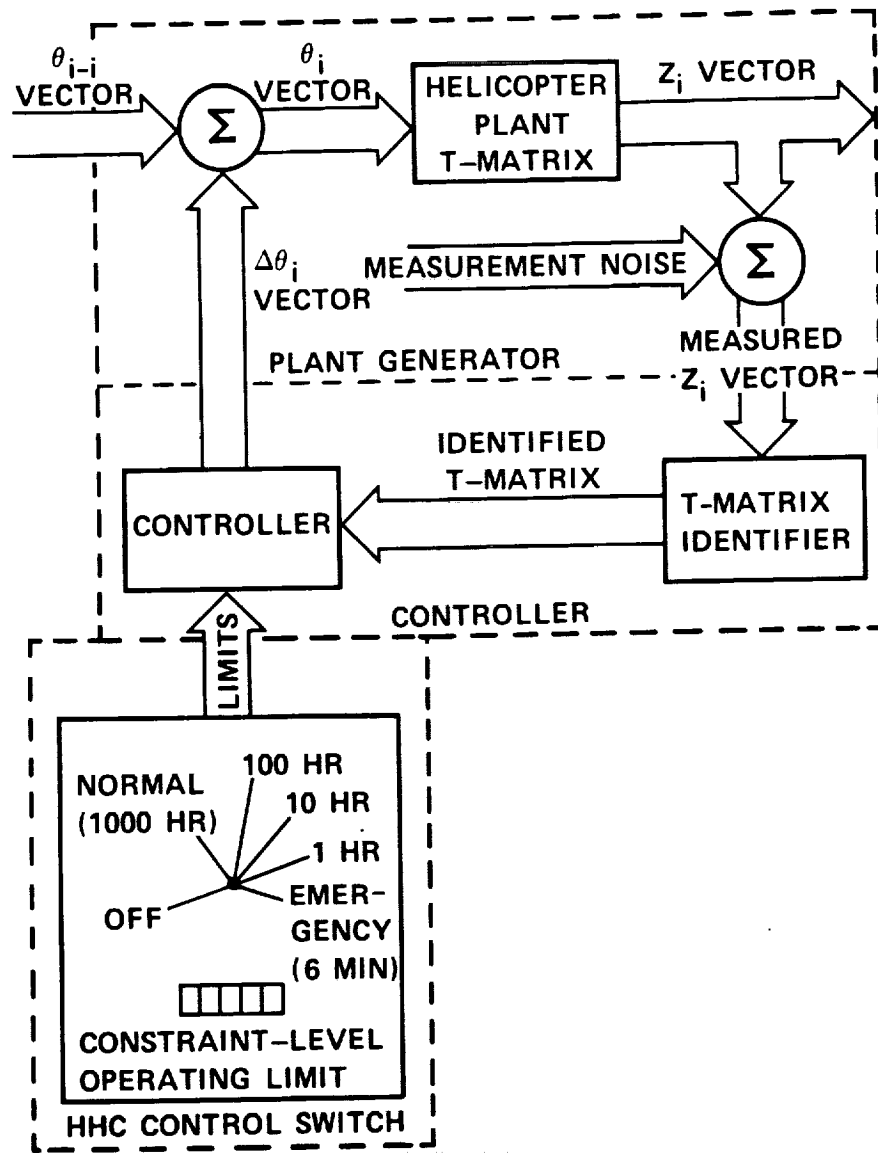 θi–i
VECTOR
θi
VECTOR
Σ
HELICOPTER
PLANT
T–MATRIX
Zi VECTOR
Δθi
VECTOR
MEASUREMENT NOISE
Σ
PLANT GENERATOR
MEASURED
Zi VECTOR
IDENTIFIED
T–MATRIX
CONTROLLER
T-MATRIX
IDENTIFIER
CONTROLLER
LIMITS
NORMAL
(1000 HR)
100 HR
10 HR
1 HR
OFF
EMER–
GENCY
(6 MIN)
CONSTRAINT–LEVEL
OPERATING LIMIT
HHC CONTROL SWITCH